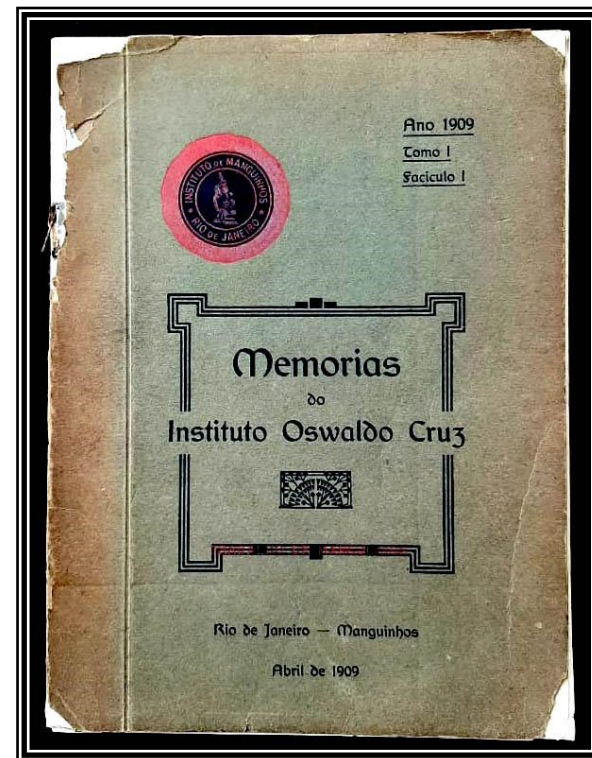 Ano 1909
Tomo I
Faciculo I
INSTITUTO DE MANGUINHOS
RIO DE JANEIRO
Memorias
do
Instituto Oswaldo Cruz
Rio de Janeiro — Manguinhos
Abril de 1909